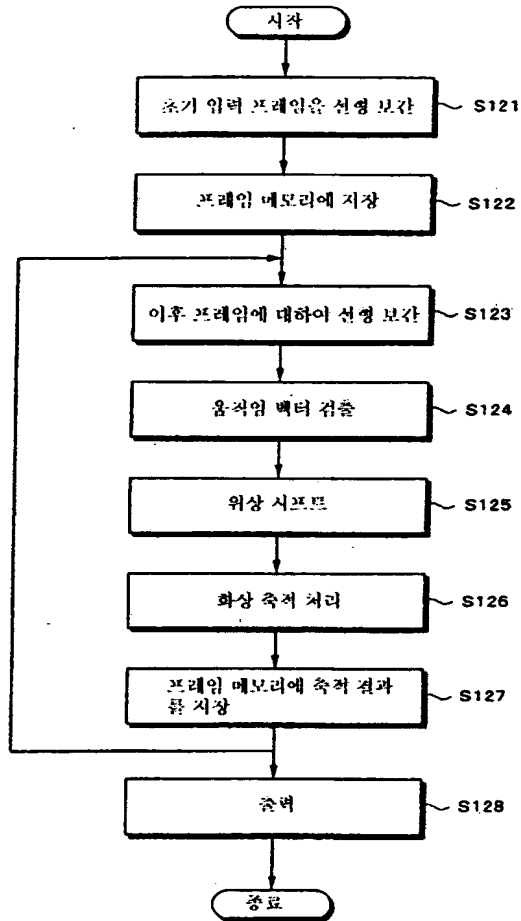 시작
초기 입력 프레임을 선형 보간
S121
프레임 메모리에 저장
S122
이후 프레임에 대하여 선형 보간
S123
움직임 벡터 검출
S124
위상 시프트
S125
화상 축적 처리
S126
프레임 메모리에 축적 결과
를 저장
S127
출력
S128
종료